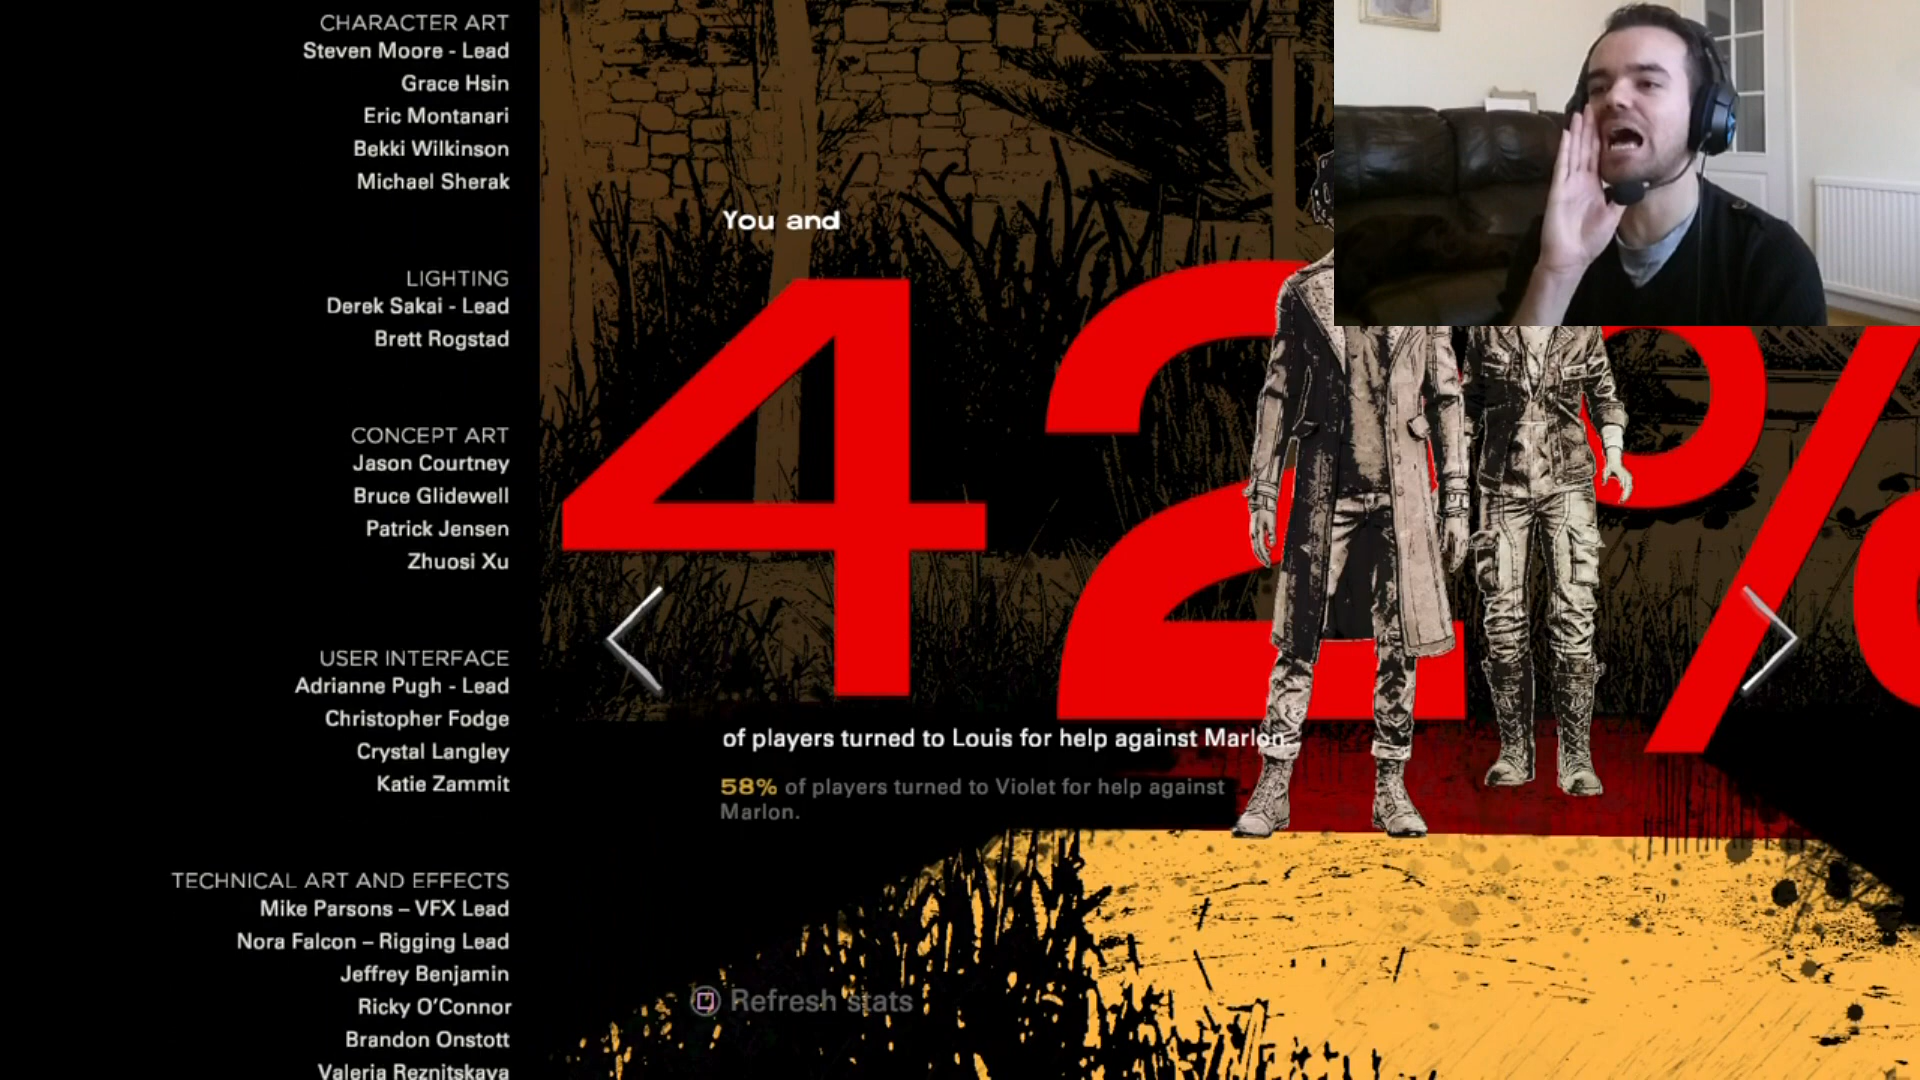 CHARACTER ART
Steven Moore - Lead
Grace Hsin
Eric Montanari
Bekki Wilkinson
Michael Sherak
LIGHTING
Derek Sakai - Lead
Brett Rogstad
CONCEPT ART
Jason Courtney
Bruce Glidewell
Patrick Jensen
Zhuosi Xu
USER INTERFACE
Adrianne Pugh - Lead
Christopher Fodge
Crystal Langley
Katie Zammit
TECHNICAL ART AND EFFECTS
Mike Parsons – VFX Lead
Nora Falcon – Rigging Lead
Jeffrey Benjamin
Ricky O'Connor
Brandon Onstott
Valeria Reznitskaya
You and
42%
of players turned to Louis for help against Marlon.
58% of players turned to Violet for help against
Marlon.
Refresh stats